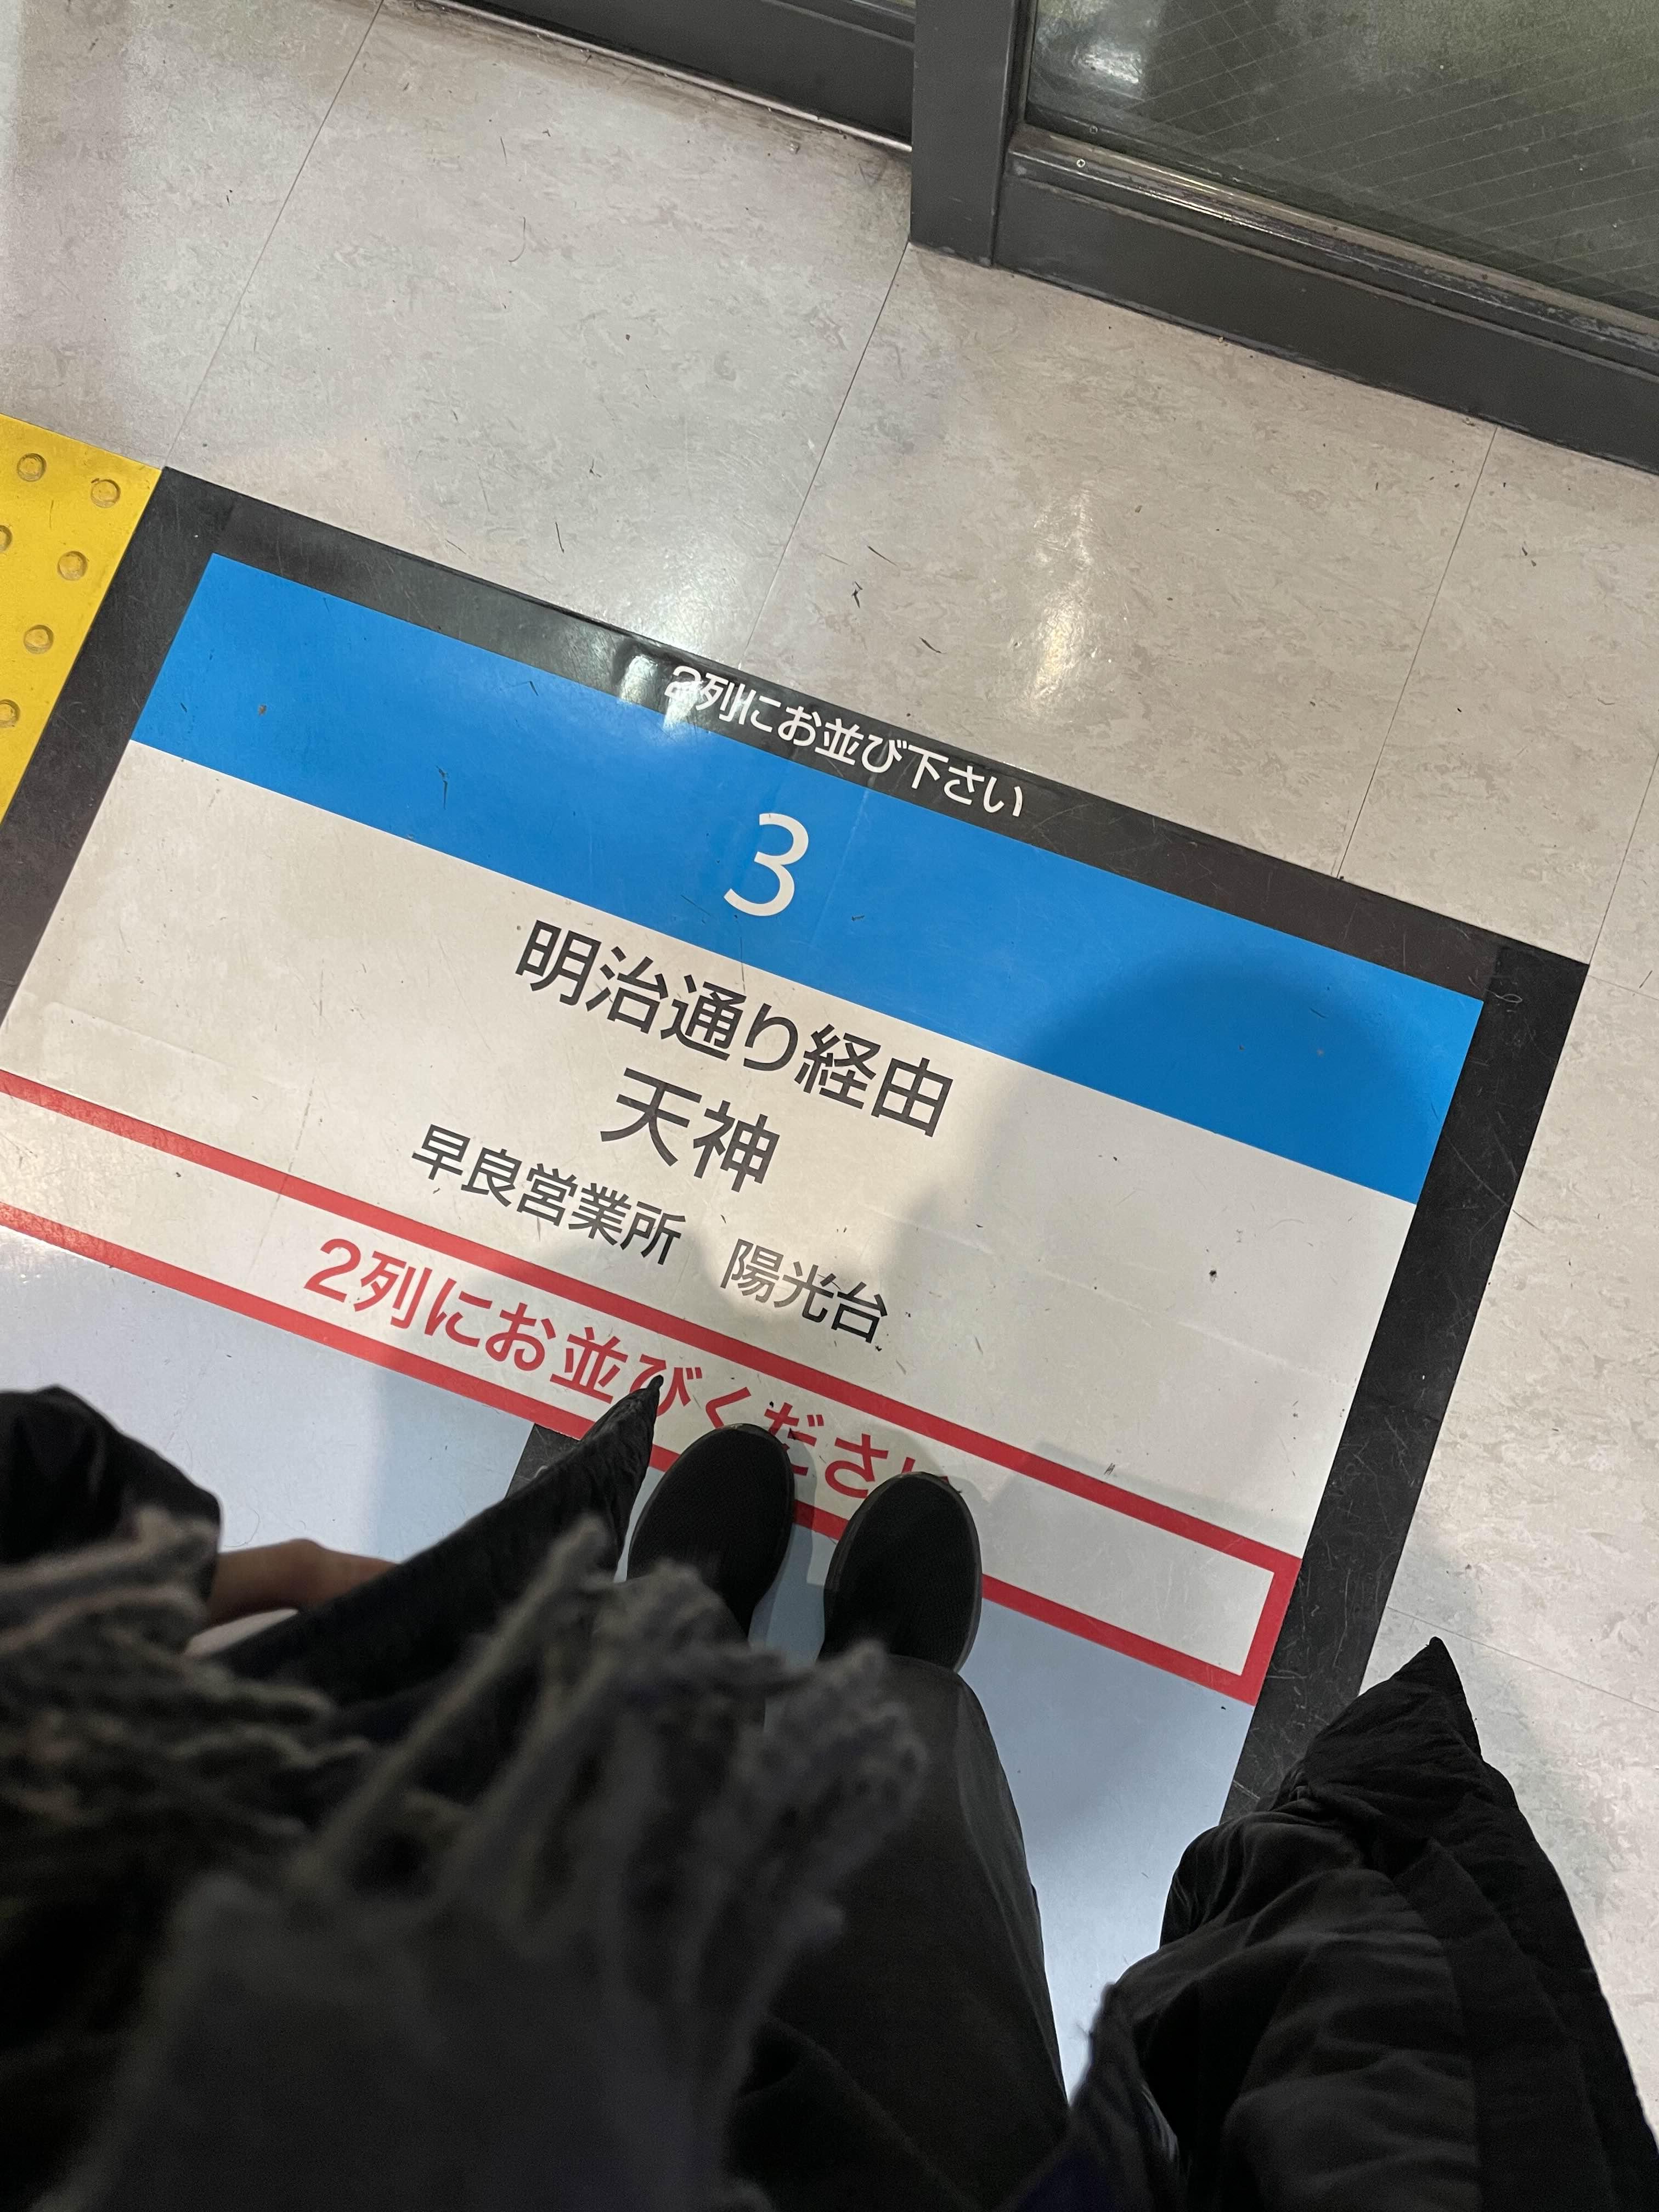 2列にお並び下さい
3
明治通り経由
天神
早良営業所 陽光台
2列にお並びください